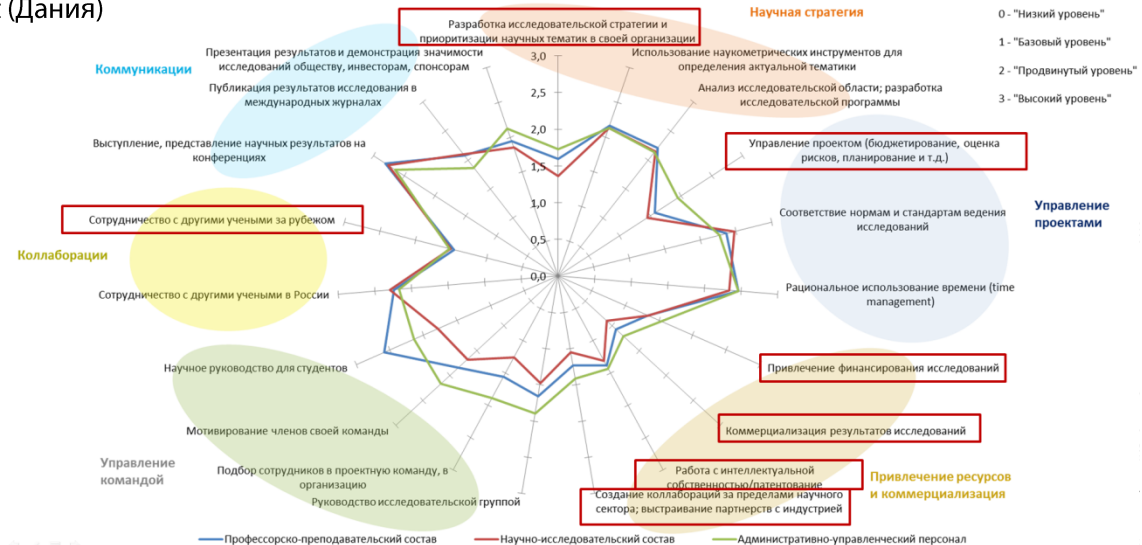 (Дания)
Научная стратегия
0 - "Низкий уровень"
1 - "Базовый уровень"
2 - "Продвинутый уровень"
3 - "Высокий уровень"
Разработка исследовательской стратегии и
приоритизации научных тематик в своей организации
Использование наукометрических инструментов для
определения актуальной тематики
Анализ исследовательской области; разработка
исследовательской программы
Управление проектом (бюджетирование, оценка
рисков, планирование и т.д.)
Соответствие нормам и стандартам ведения
исследований
Управление
проектами
Рациональное использование времени (time
management)
Привлечение финансирования исследований
Коммерциализация результатов исследований
Работа с интеллектуальной
собственностью/патентование
Привлечение ресурсов
и коммерциализация
Создание коллабораций за пределами научного
сектора; выстраивание партнерств с индустрией
Руководство исследовательской группой
Подбор сотрудников в проектную команду, в
организацию
Управление
командой
Мотивирование членов своей команды
Научное руководство для студентов
Сотрудничество с другими учеными в России
Коллаборации
Сотрудничество с другими учеными за рубежом
Выступление, представление научных результатов на
конференциях
Публикация результатов исследования в
международных журналах
Коммуникации
Презентация результатов и демонстрация значимости
исследований обществу, инвесторам, спонсорам
3,0
2,5
2,0
1,5
1,0
0,5
0,0
Профессорско-преподавательский состав
Научно-исследовательский состав
Административно-управленческий персонал